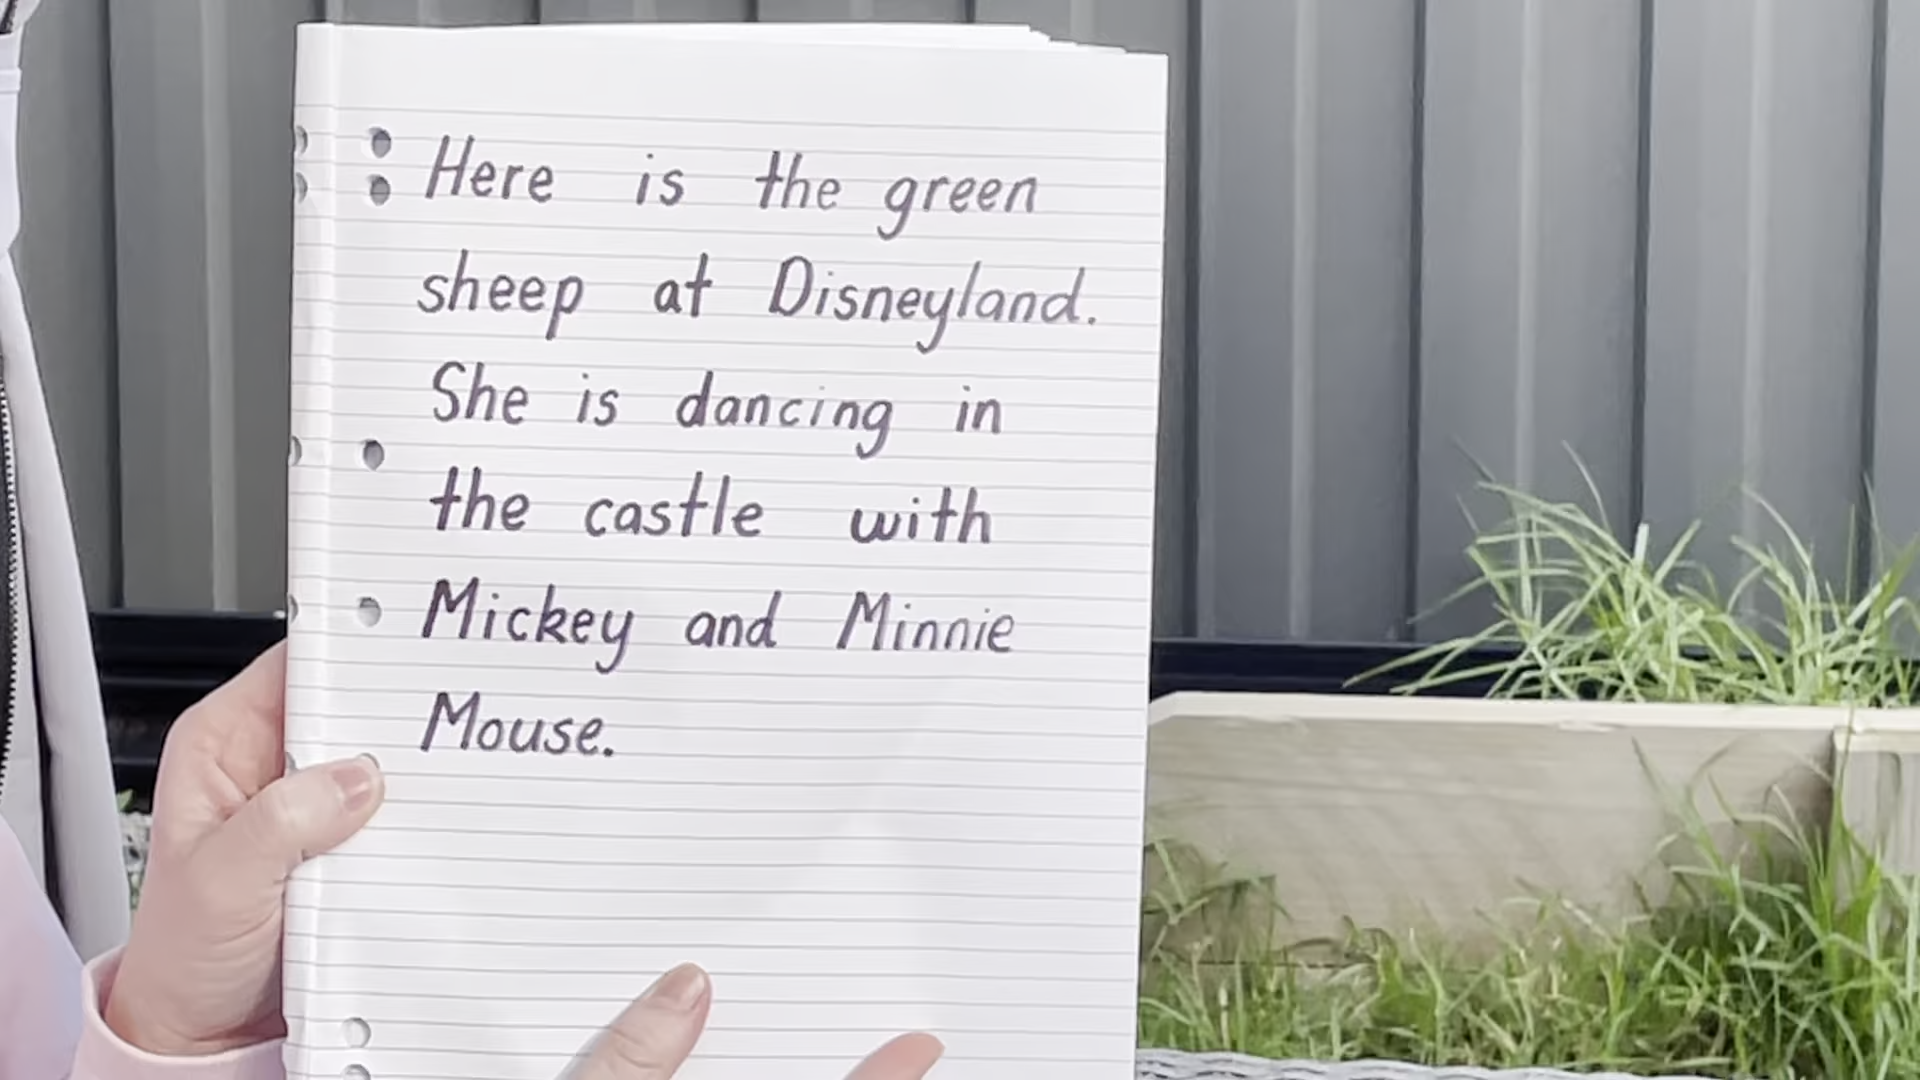 Here is the green
sheep at Disneyland.
She is dancing in
the castle with
Mickey and Minnie
Mouse.